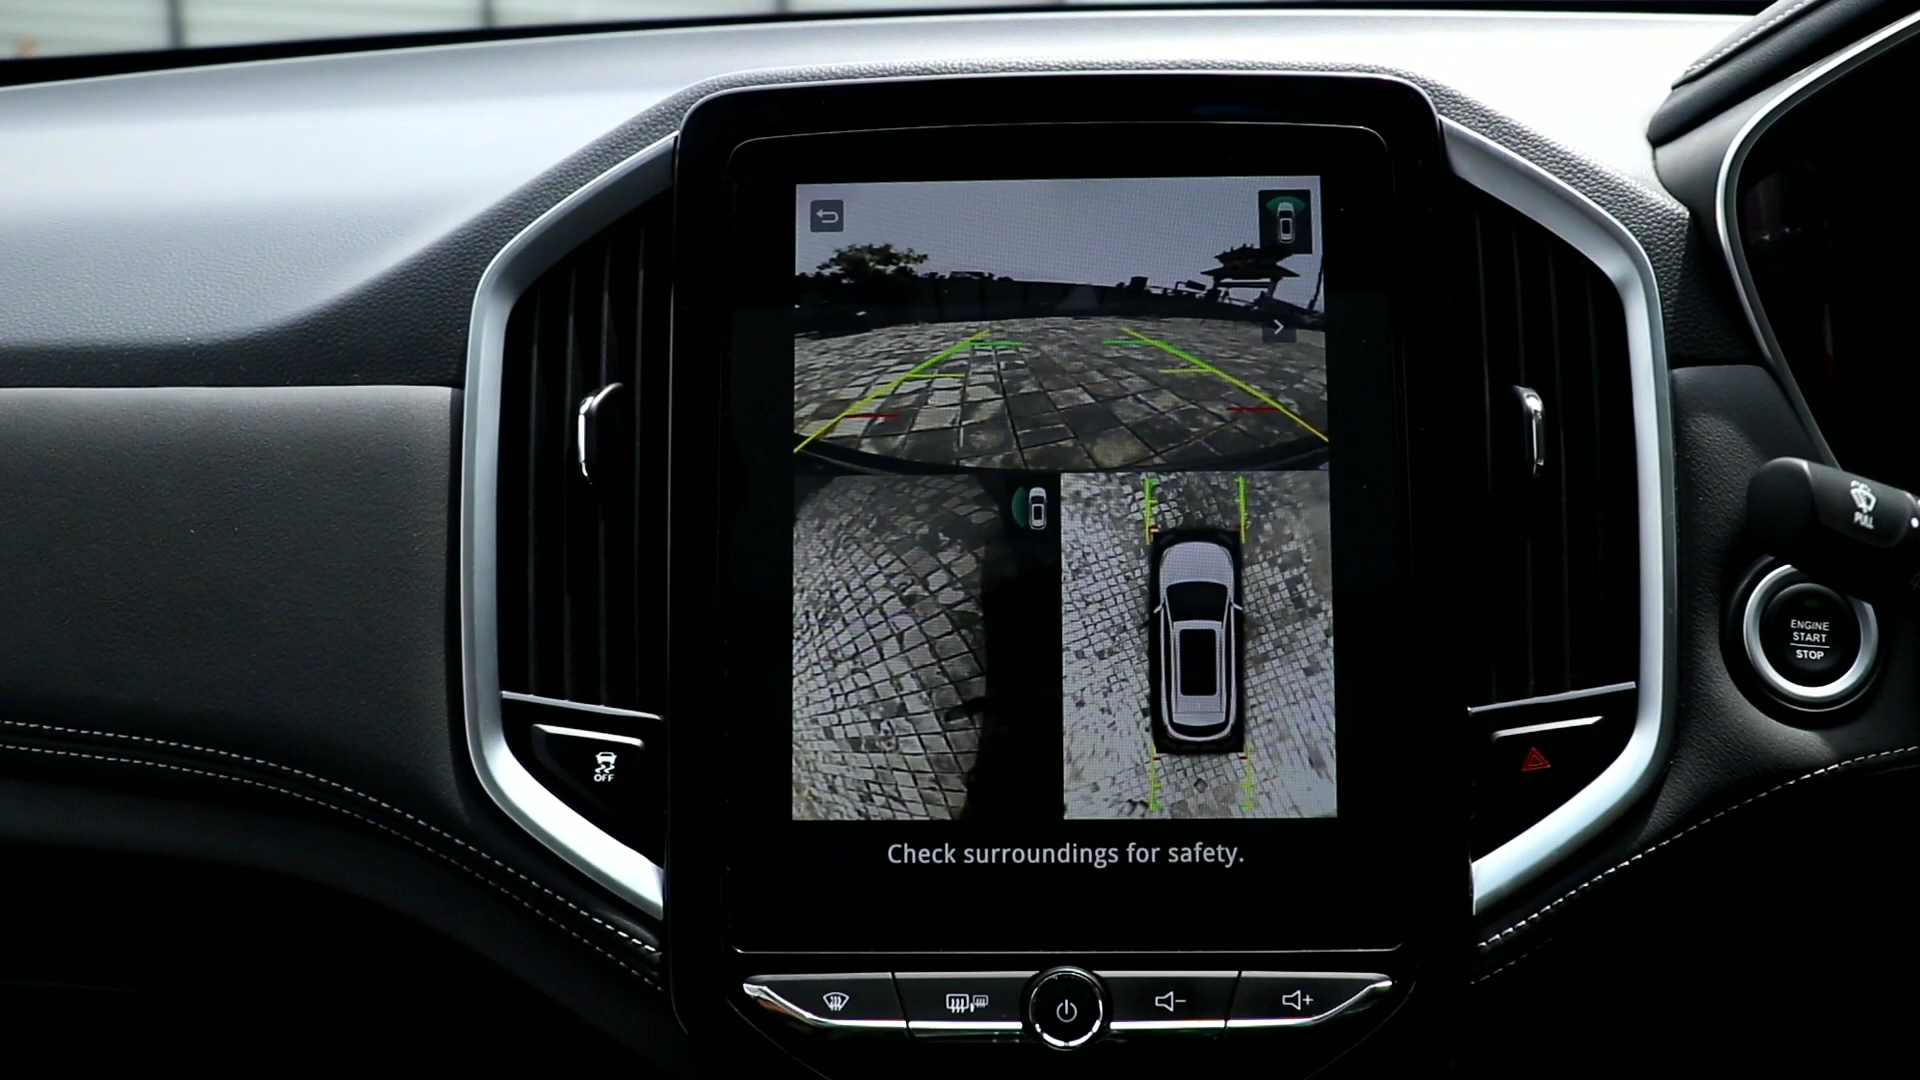 PULL
ENGINE
START
STOP
OFF
Check surroundings for safety.